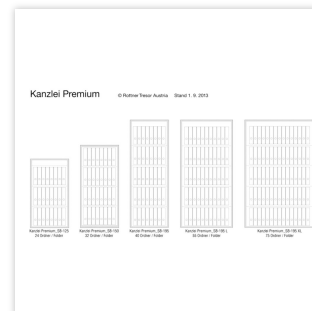 Kanzlei Premium © Rottner Tresor Austria Stand 1. 9. 2013
Kanzlei Premium_SB-125 Kanzlei Premium_SB-150 Kanzlei Premium_SB-195 Kanzlei Premium_SB-195 L Kanzlei Premium_SB-195 XL
24 Ordner / Folder 32 Ordner / Folder 40 Ordner / Folder 55 Ordner / Folder 75 Ordner / Folder